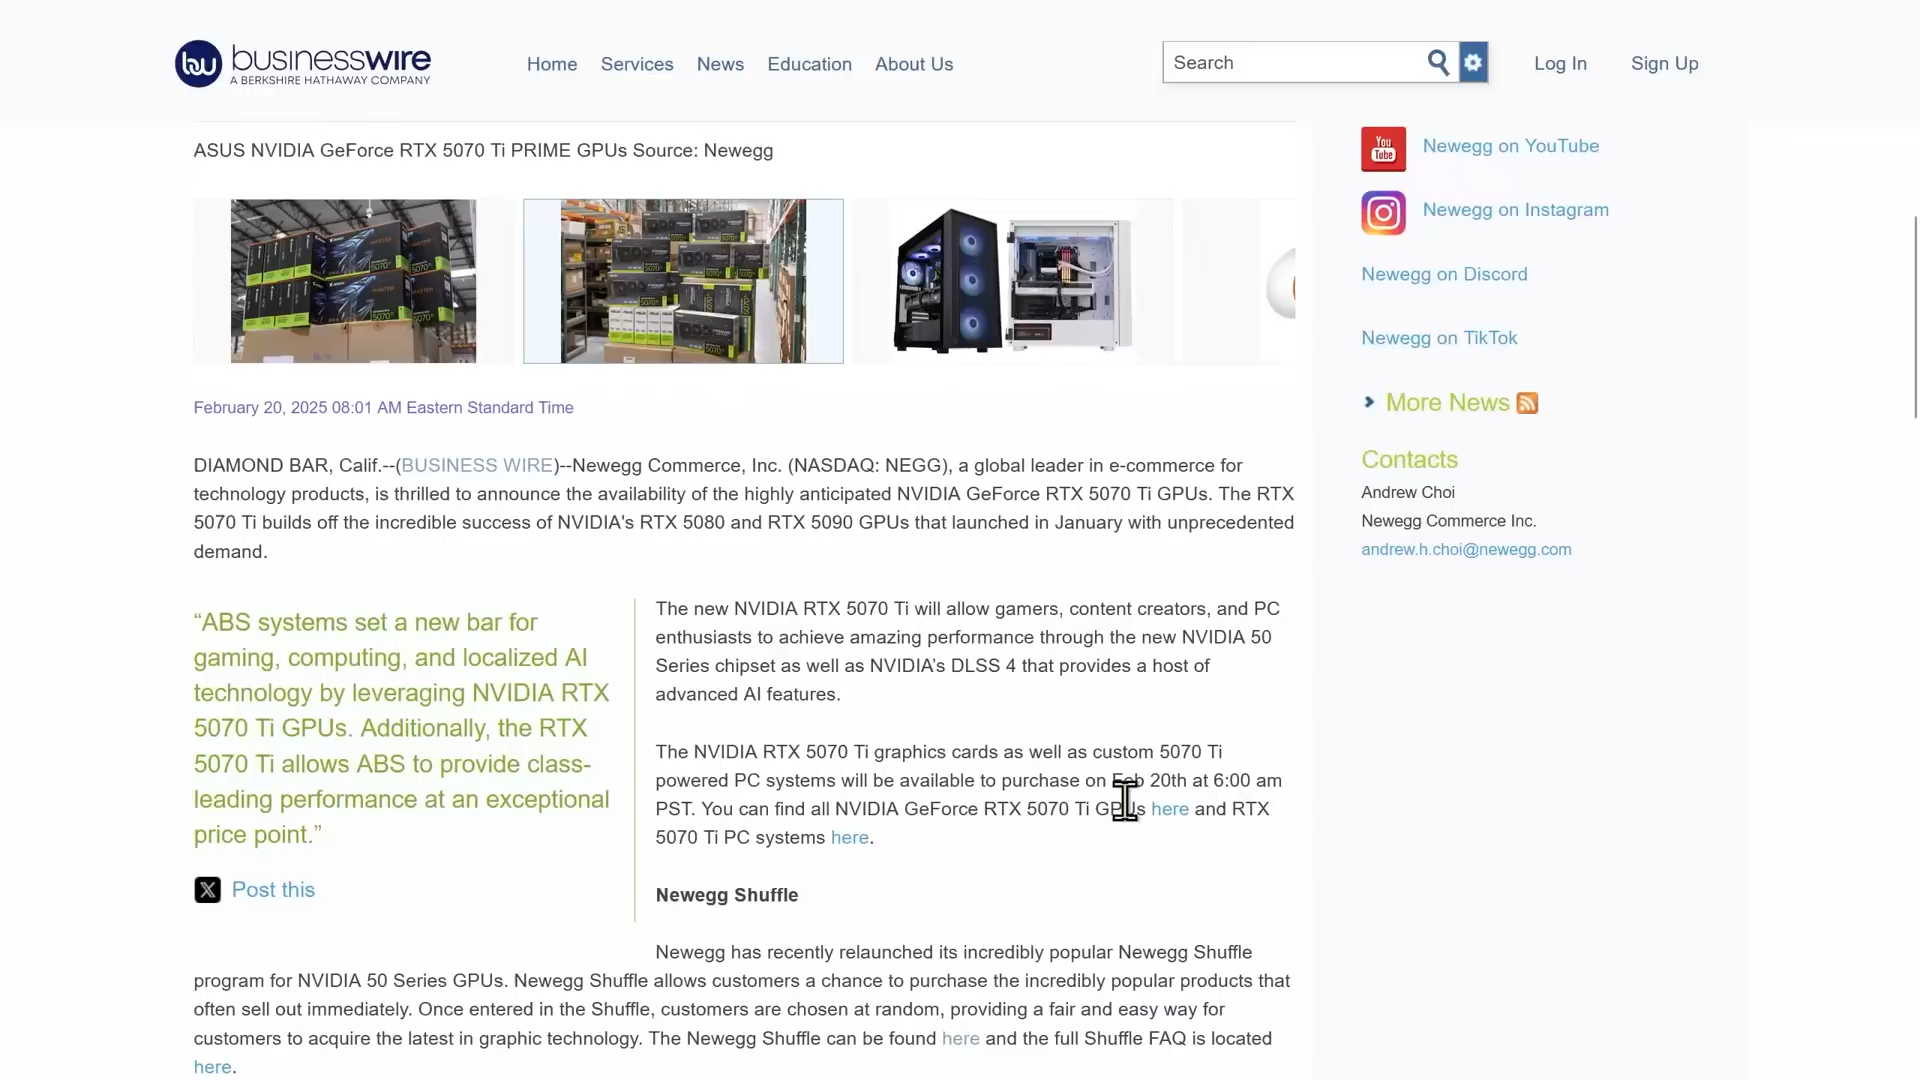 businesswire
A BERKSHIRE HATHAWAY COMPANY
Home Services News Education About Us
Search
Log In Sign Up
ASUS NVIDIA GeForce RTX 5070 Ti PRIME GPUs Source: Newegg
February 20, 2025 08:01 AM Eastern Standard Time
DIAMOND BAR, Calif.--(BUSINESS WIRE)--Newegg Commerce, Inc. (NASDAQ: NEGG), a global leader in e-commerce for
technology products, is thrilled to announce the availability of the highly anticipated NVIDIA GeForce RTX 5070 Ti GPUs. The RTX
5070 Ti builds off the incredible success of NVIDIA's RTX 5080 and RTX 5090 GPUs that launched in January with unprecedented
demand.
“ABS systems set a new bar for
gaming, computing, and localized AI
technology by leveraging NVIDIA RTX
5070 Ti GPUs. Additionally, the RTX
5070 Ti allows ABS to provide class-
leading performance at an exceptional
price point.”
Post this
The new NVIDIA RTX 5070 Ti will allow gamers, content creators, and PC
enthusiasts to achieve amazing performance through the new NVIDIA 50
Series chipset as well as NVIDIA’s DLSS 4 that provides a host of
advanced AI features.
The NVIDIA RTX 5070 Ti graphics cards as well as custom 5070 Ti
powered PC systems will be available to purchase on Feb 20th at 6:00 am
PST. You can find all NVIDIA GeForce RTX 5070 Ti GPUs here and RTX
5070 Ti PC systems here.
Newegg Shuffle
Newegg has recently relaunched its incredibly popular Newegg Shuffle
program for NVIDIA 50 Series GPUs. Newegg Shuffle allows customers a chance to purchase the incredibly popular products that
often sell out immediately. Once entered in the Shuffle, customers are chosen at random, providing a fair and easy way for
customers to acquire the latest in graphic technology. The Newegg Shuffle can be found here and the full Shuffle FAQ is located
here.
You
Tube
Newegg on YouTube
Newegg on Instagram
Newegg on Discord
Newegg on TikTok
More News
Contacts
Andrew Choi
Newegg Commerce Inc.
andrew.h.choi@newegg.com